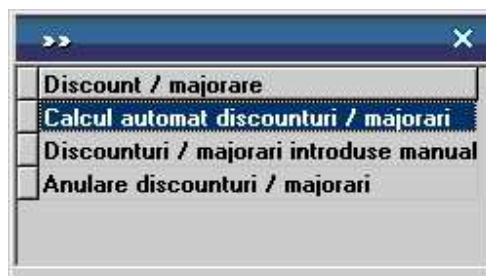 >>
Discount / majorare
Calcul automat discounturi / majorari
Discounturi / majorari introduse manual
Anulare discounturi / majorari